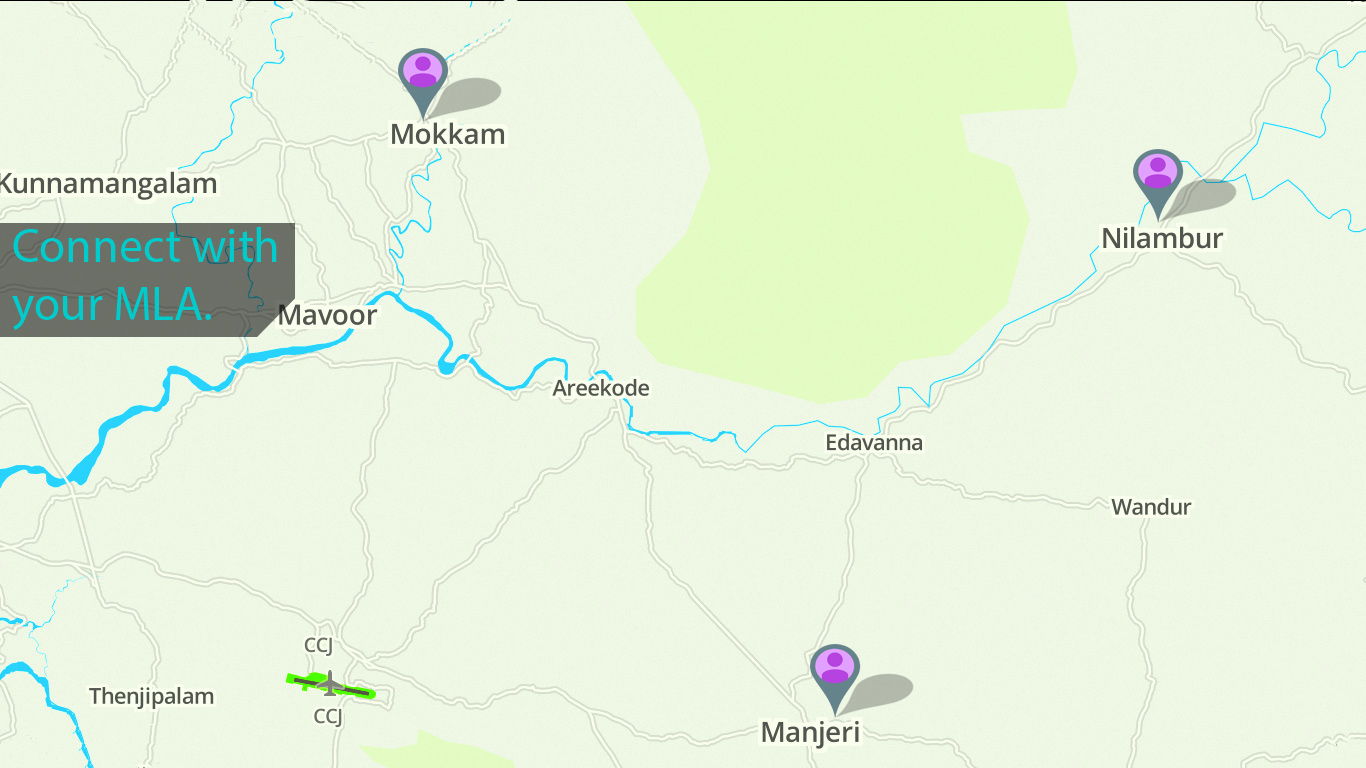 Mokkam
Kunnamangalam
Nilambur
Connect with
your MLA.
Mavoor
Areekode
Edavanna
Wandur
CCJ
Thenjipalam
CCJ
Manjeri